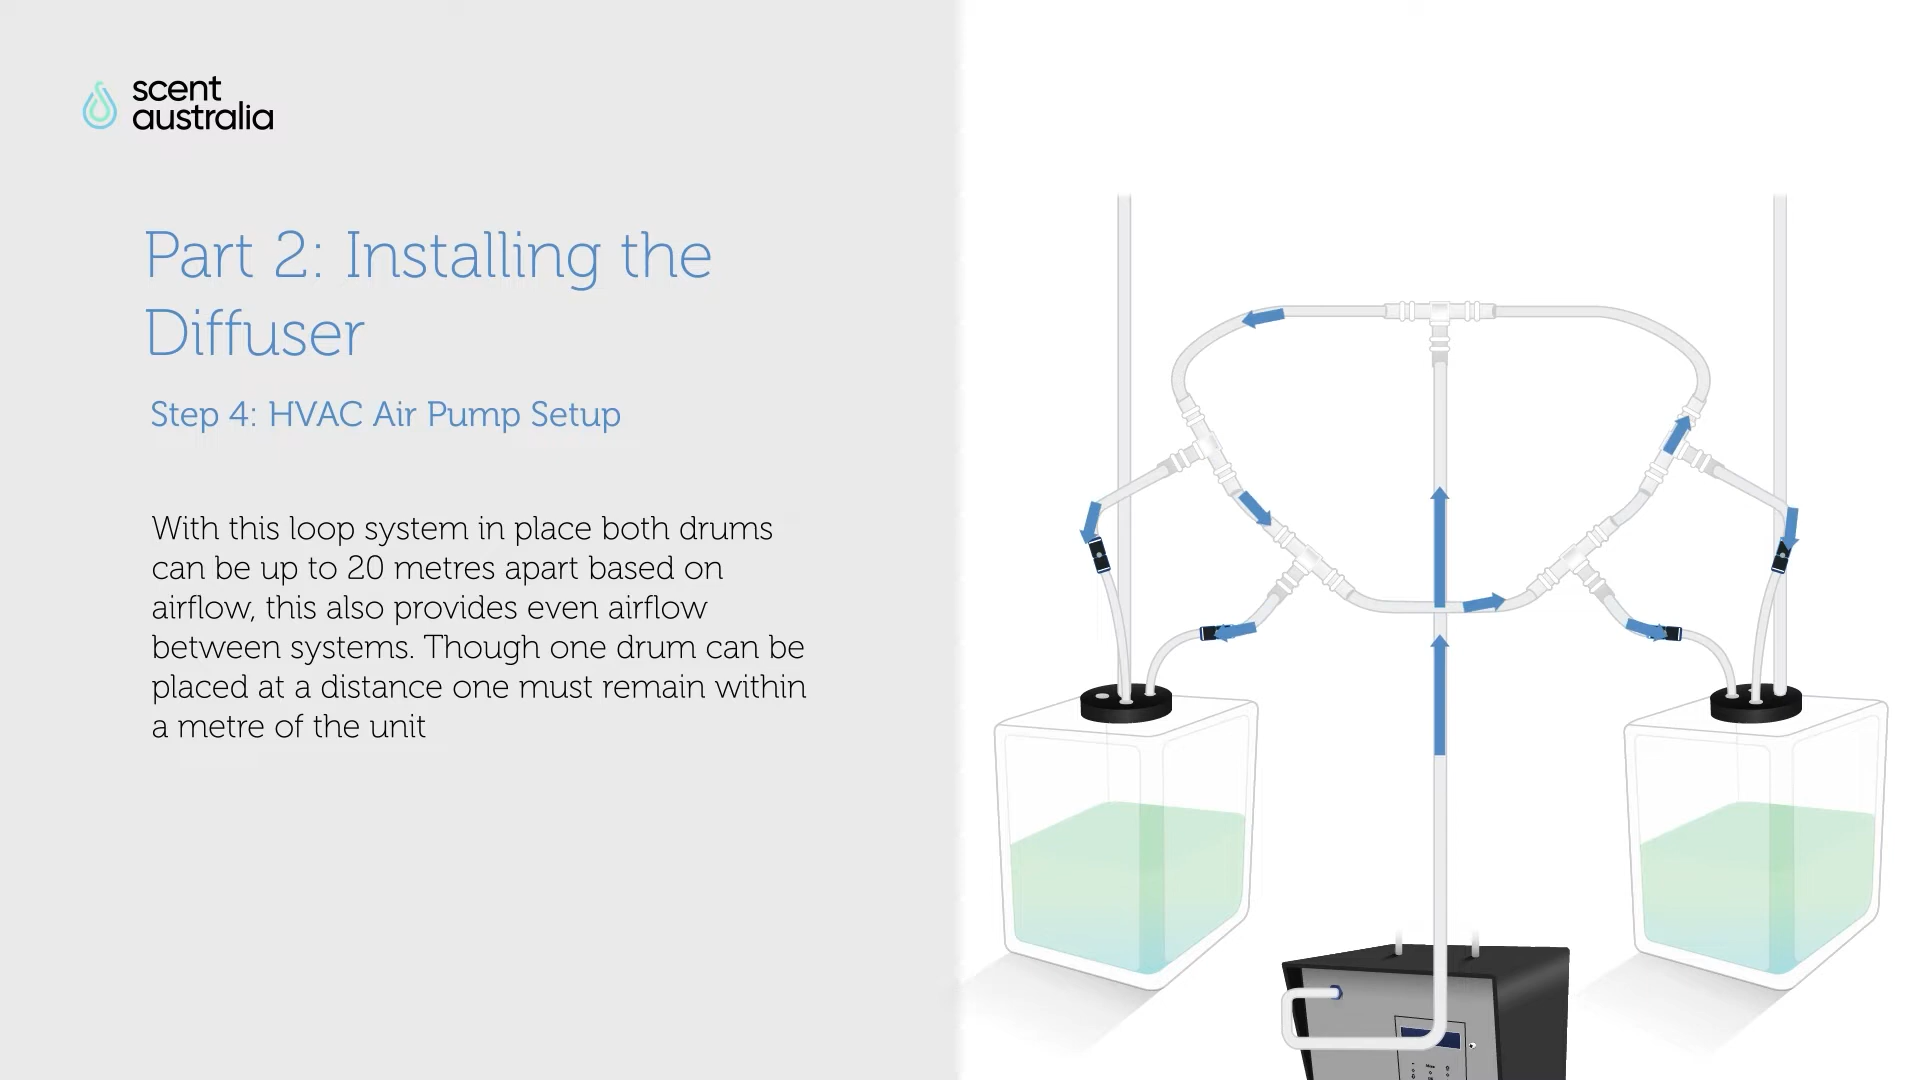 scent
australia
Part 2: Installing the
Diffuser
Step 4: HVAC Air Pump Setup
With this loop system in place both drums
can be up to 20 metres apart based on
airflow, this also provides even airflow
between systems. Though one drum can be
placed at a distance one must remain within
a metre of the unit